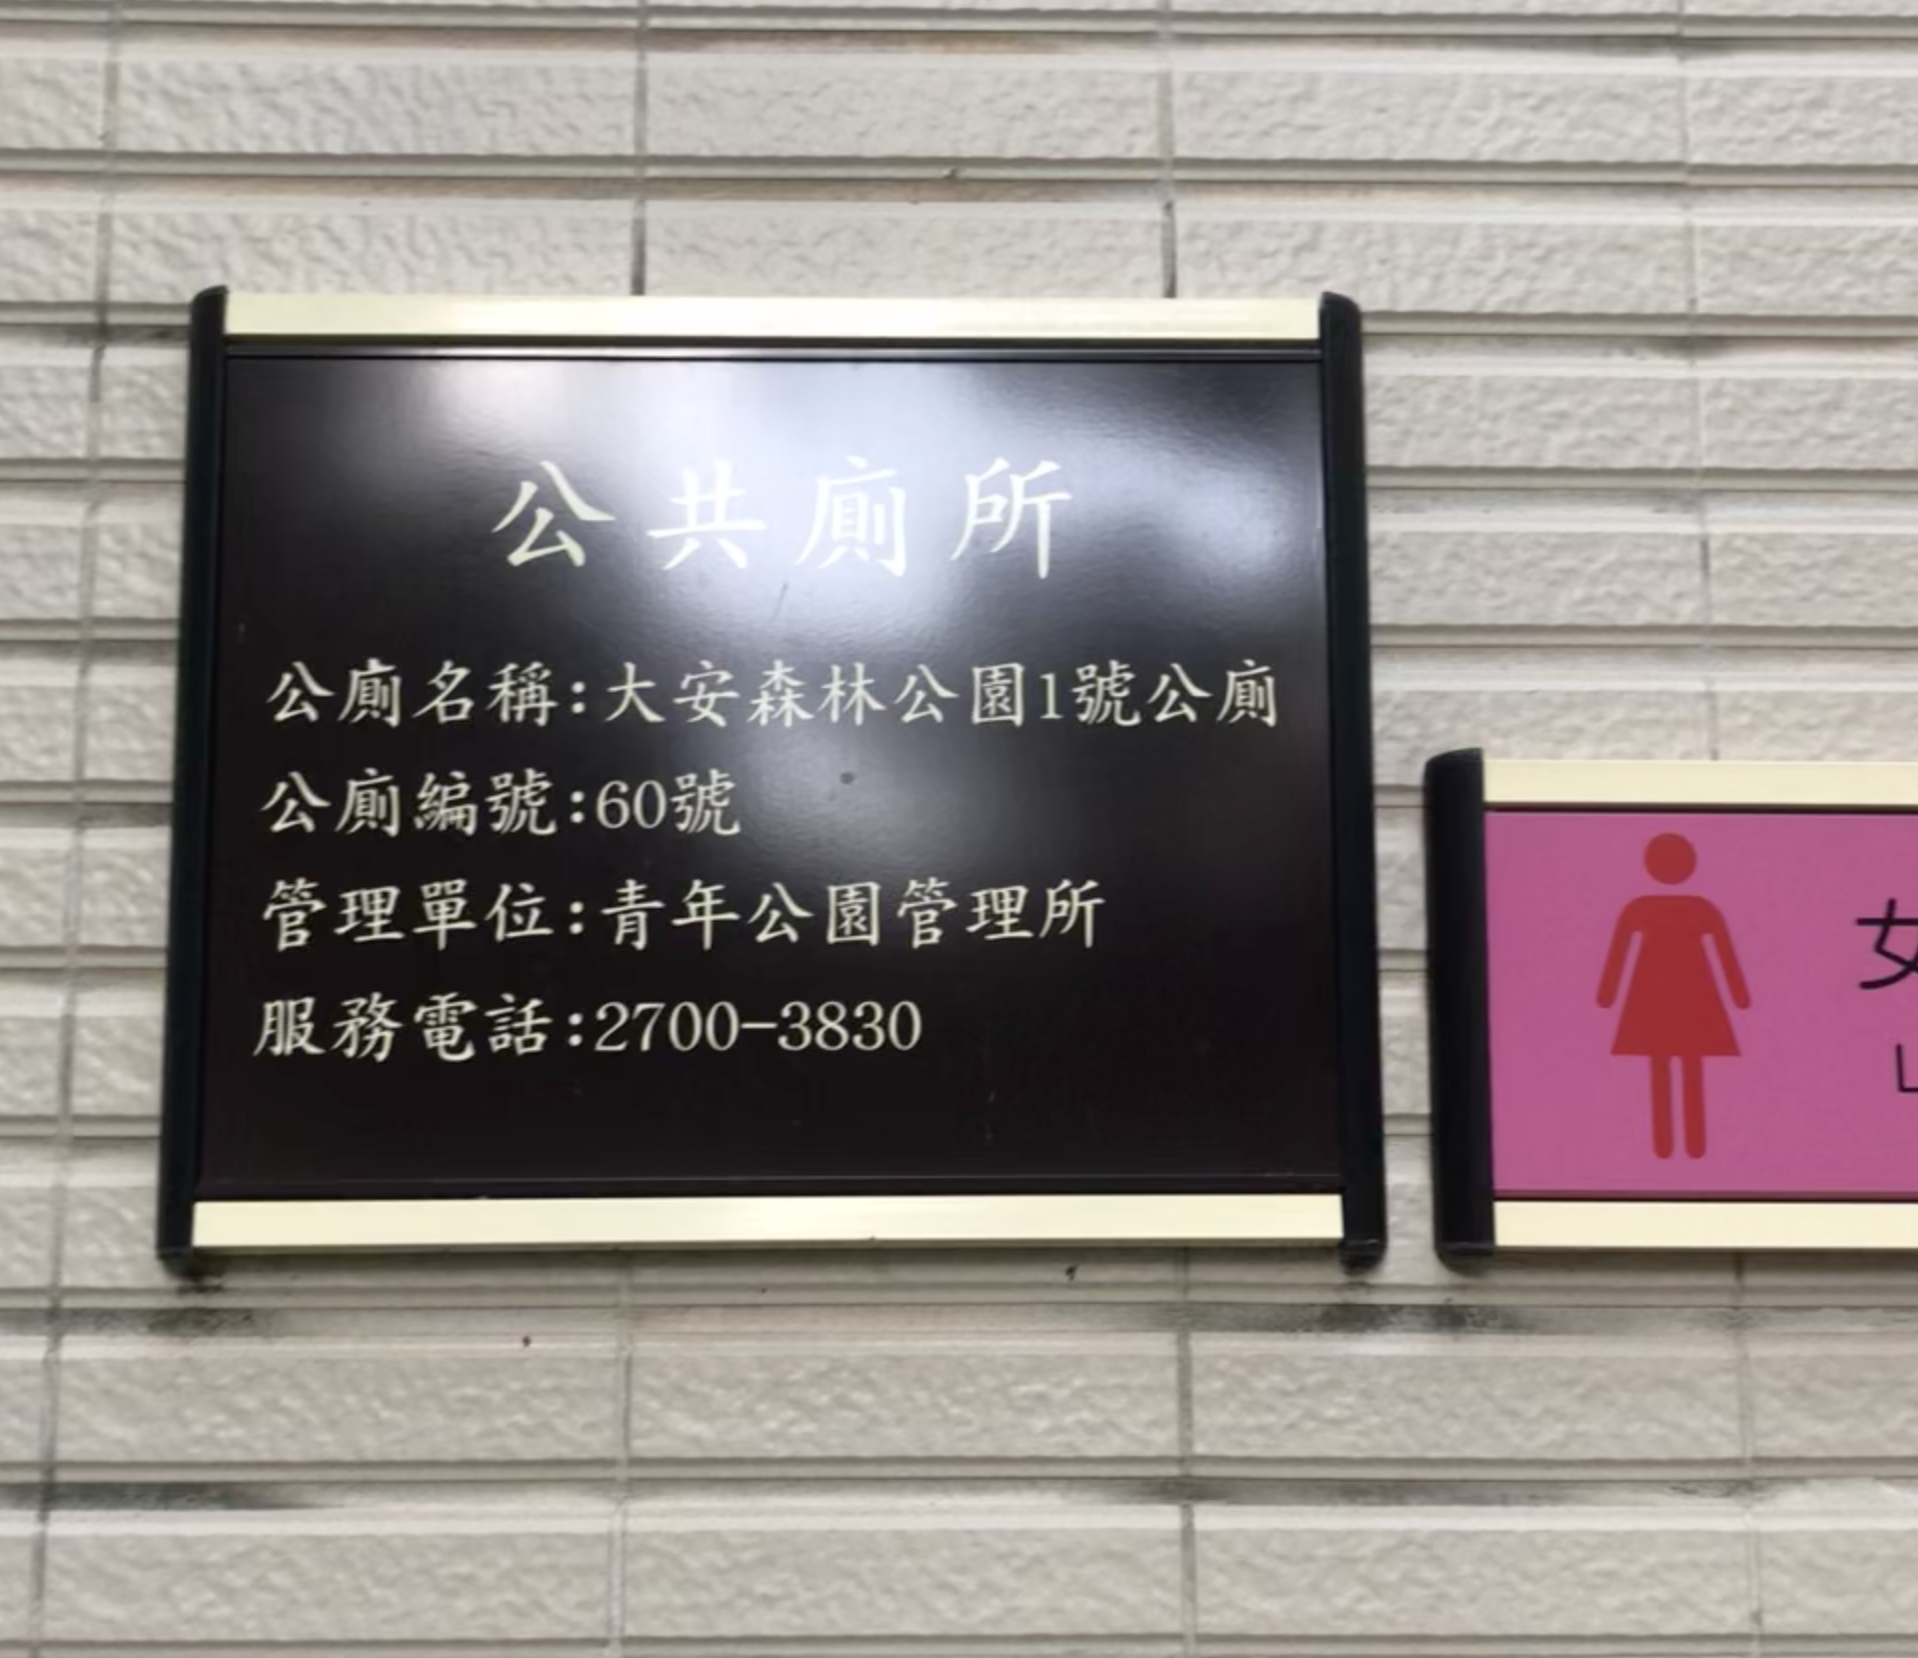 公共廁所
公廁名稱:大安森林公園1號公廁
公廁編號:60號
管理單位:青年公園管理所
服務電話:2700-3830
女